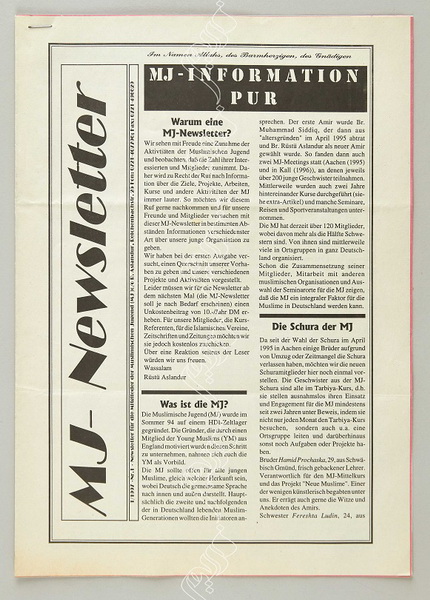 Im Namen Allahs, des Barmherzigen, des Gnädigen
MJ-INFORMATION
PUR
MJ-Newsletter
Warum eine
MJ-Newsletter?
Wir sehen mit Freude eine Zunahme der
Aktivitäten der Muslimischen Jugend
und beobachten, daß die Zahl ihrer Inter-
essierten und Mitglieder zunimmt. Da-
her wird zu Recht der Ruf nach Informa-
tion über die Ziele, Projekte, Arbeiten,
Kurse und andere Aktivitäten der MJ
immer lauter. So möchten wir diesem
Ruf gerne nachkommen und für unsere
Freunde und Mitglieder versuchen mit
dieser MJ-Newsletter in bestimmten Ab-
ständen Informationen verschiedenster
Art über unsere junge Organisation zu
geben.
Wir haben bei der ersten Ausgabe ver-
sucht, einen Querschnitt unserer Vorha-
ben zu geben und unsere verschiedenen
Projekte und Aktivitäten vorgestellt.
Leider müssen wir für die Newsletter ab
dem nächsten Mal (die MJ-Newsletter
soll je nach Bedarf erscheinen) einen
Unkostenbeitrag von DM er-
heben. Für unsere Mitglieder, die Kurs-
Referenten, für die Islamischen Vereine,
Zeitschriften und Zeitungen möchten wir
sie jedoch kostenlos zuschicken.
Über eine Reaktion seitens der Leser
würden wir uns freuen.
Wassalam
Rüstü Aslandur
Was ist die MJ?
Die Muslimische Jugend (MJ) wurde im
Sommer 94 auf einem HDI-Zeltlager
gegründet. Die Gründer, die durch einen
Mitglied der Young Muslims (YM) aus
England motiviert wurden diesen Schritt
zu unternehmen, nahmen sich auch die
YM als Vorbild.
Die MJ sollte offen für alle jungen
Muslime, gleich welcher Herkunft sein,
wobei Deutsch die gemeinsame Sprache
nach innen und außen darstellt. Haupt-
sächlich die zweite und nachfolgenden
der in Deutschland lebenden Muslim-
Generationen wollten die Initiatoren an-
sprechen. Der erste Amir wurde Br.
Muhammad Siddiq, der dann aus
"altersgründen" im April 1995 abtrat
und Br. Rüstü Aslandur als neuer Amir
gewählt wurde. So fanden dann auch
zwei MJ-Meetings statt (Aachen (1995)
und in Kall (1996)), an denen jeweils
über 200 junge Geschwister teilnahmen.
Mittlerweile wurden auch zwei Jahre
hintereinander Kurse durchgeführt (sie-
he extra-Artikel) und manche Seminare,
Reisen und Sportveranstaltungen unter-
nommen.
Die MJ hat derzeit über 120 Mitglieder,
wobei davon mehr als die Hälfte Schwe-
stern sind. Von ihnen sind mittlerweile
viele in Ortsgruppen in ganz Deutsch-
land organisiert.
Schon die Zusammensetzung seiner
Mitglieder, Mitarbeit mit anderen
muslimischen Organisationen und Aus-
wahl der Seminarorte für die MJ zeigen,
daß die MJ ein integraler Faktor für die
Muslime in Deutschland werden kann.
Die Schura der MJ
Da seit der Wahl der Schura im April
1995 in Aachen einige Brüder aufgrund
von Umzug oder Zeitmangel die Schura
verlassen haben, möchten wir die neuen
Schuramitglieder hier noch einmal vor-
stellen. Die Geschwister aus der MJ-
Schura sind alle im Tarbiya-Kurs, d.h.
sie stellen ausnahmslos ihren Einsatz
und Engagement für die MJ mindestens
seit zwei Jahren unter Beweis, indem sie
nicht nur jeden Monat den Tarbiya-Kurs
besuchen, sondern auch u.a. eine
Ortsgruppe leiten und darüberhinaus
somit noch Aufgaben oder Projekte ha-
ben.
Bruder Hamid Prochaska, 29, aus Schwä-
bisch Gmünd, frisch gebackener Lehrer.
Verantwortlich für den MJ-Mittelkurs
und das Projekt "Neue Muslime". Einer
der wenigen künstlerisch begabten unter
uns. Er erträgt auch gerne die Witze und
Anekdoten des Amirs.
Schwester Fereshta Ludin, 24, aus